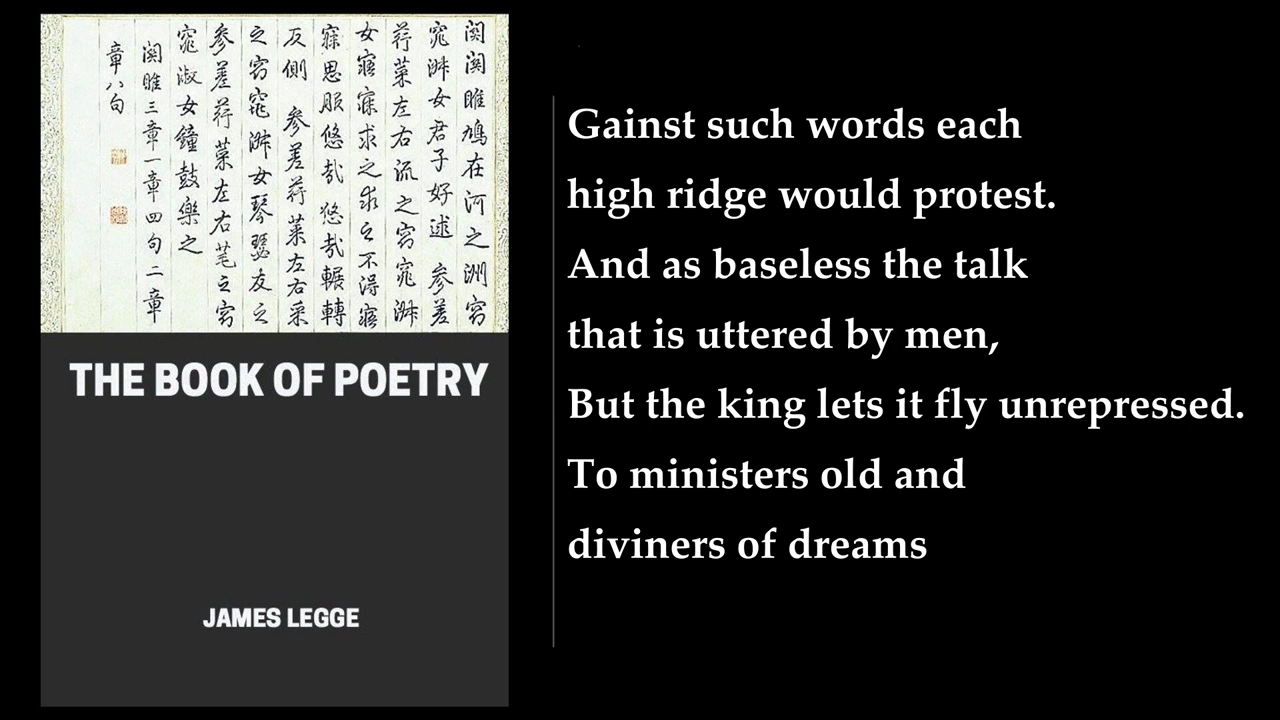 関関雎鳩在河之洲窈
窕淑女君子好逑 參差
荇菜左右流之窈窕淑
女寤寐求之求之不得寤
寐思服悠哉悠哉輾轉
反側 參差荇菜左右采
之窈窕淑女琴瑟友之
參差荇菜左右芼之窈
窕淑女鐘鼓樂之
関雎三章一章四句二章
章八句
THE BOOK OF POETRY
JAMES LEGGE
Gainst such words each
high ridge would protest.
And as baseless the talk
that is uttered by men,
But the king lets it fly unrepressed.
To ministers old and
diviners of dreams